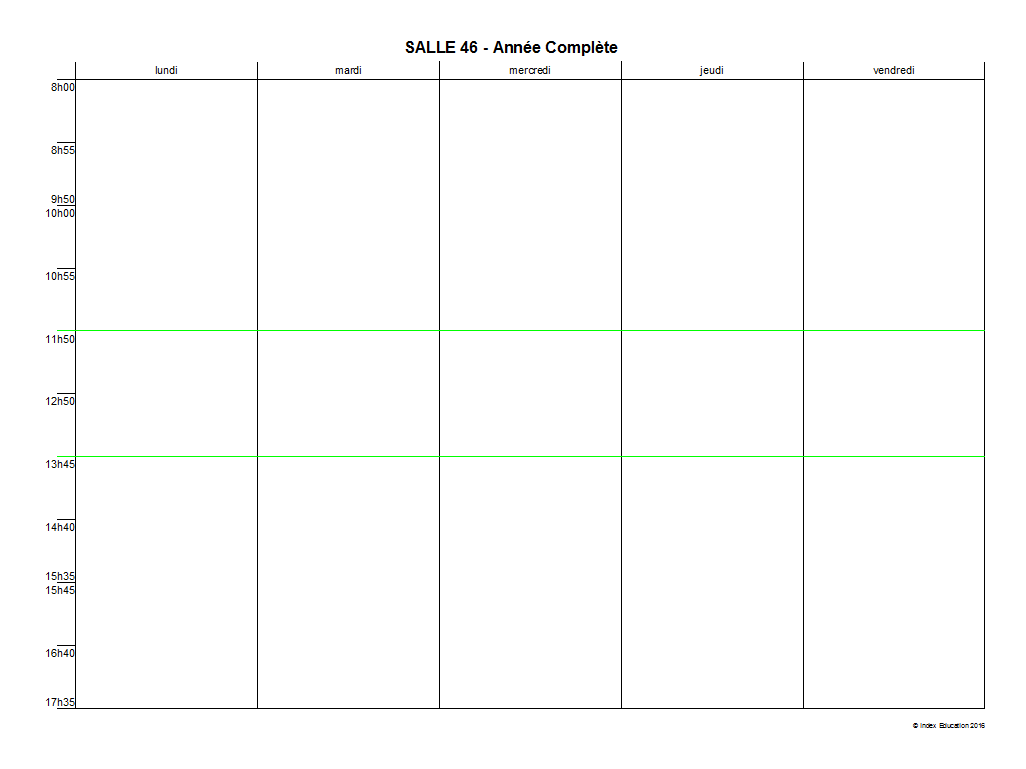 SALLE 46 - Année Complète
lundi mardi mercredi jeudi vendredi
8h00
8h55
9h50
10h00
10h55
11h50
12h50
13h45
14h40
15h35
15h45
16h40
17h35
© Index Education 2016